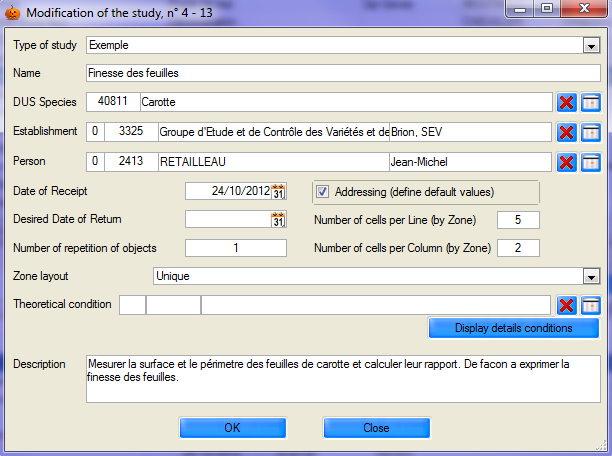 Modification of the study, n° 4 - 13
Type of study Exemple
Name Finesse des feuilles
DUS Species 40811 Carotte
Establishment 0 3325 Groupe d'Etude et de Contrôle des Variétés et de Brion, SEV
Person 0 2413 RETAILLEAU Jean-Michel
Date of Receipt 24/10/2012 31 Addressing (define default values)
Desired Date of Return 31 Number of cells per Line (by Zone) 5
Number of repetition of objects 1 Number of cells per Column (by Zone) 2
Zone layout Unique
Theoretical condition
Display details conditions
Description Mesurer la surface et le périmetre des feuilles de carotte et calculer leur rapport. De facon a exprimer la
finesse des feuilles.
OK Close